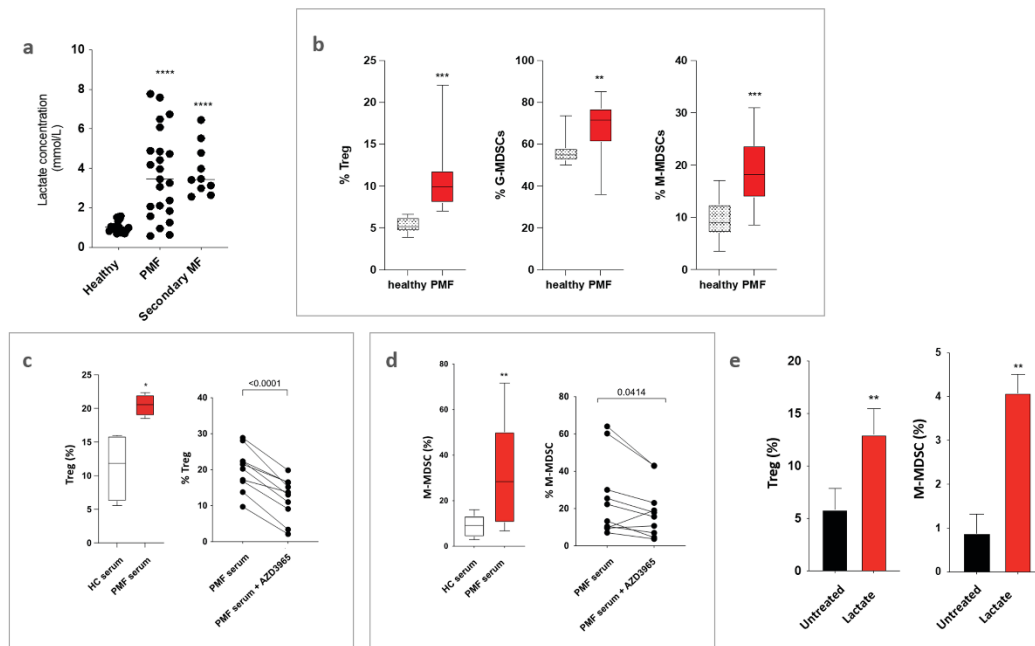 a
Lactate concentration
(mmol/L)
10
8
6
4
2
0
****
****
Healthy
PMF
Secondary MF
b
% Treg
25
20
15
10
5
0
***
healthy PMF
% G-MDSCs
100
80
60
40
20
0
**
healthy PMF
% M-MDSCs
40
30
20
10
0
***
healthy PMF
c
Treg (%)
25
20
15
10
5
0
*
HC serum
PMF serum
% Treg
40
30
20
10
0
<0.0001
PMF serum
PMF serum + AZD3965
d
M-MDSC (%)
80
60
40
20
0
**
HC serum
PMF serum
% M-MDSC
80
60
40
20
0
0.0414
PMF serum
PMF serum + AZD3965
e
Treg (%)
20
15
10
5
0
**
Untreated
Lactate
M-MDSC (%)
5
4
3
2
1
0
**
Untreated
Lactate